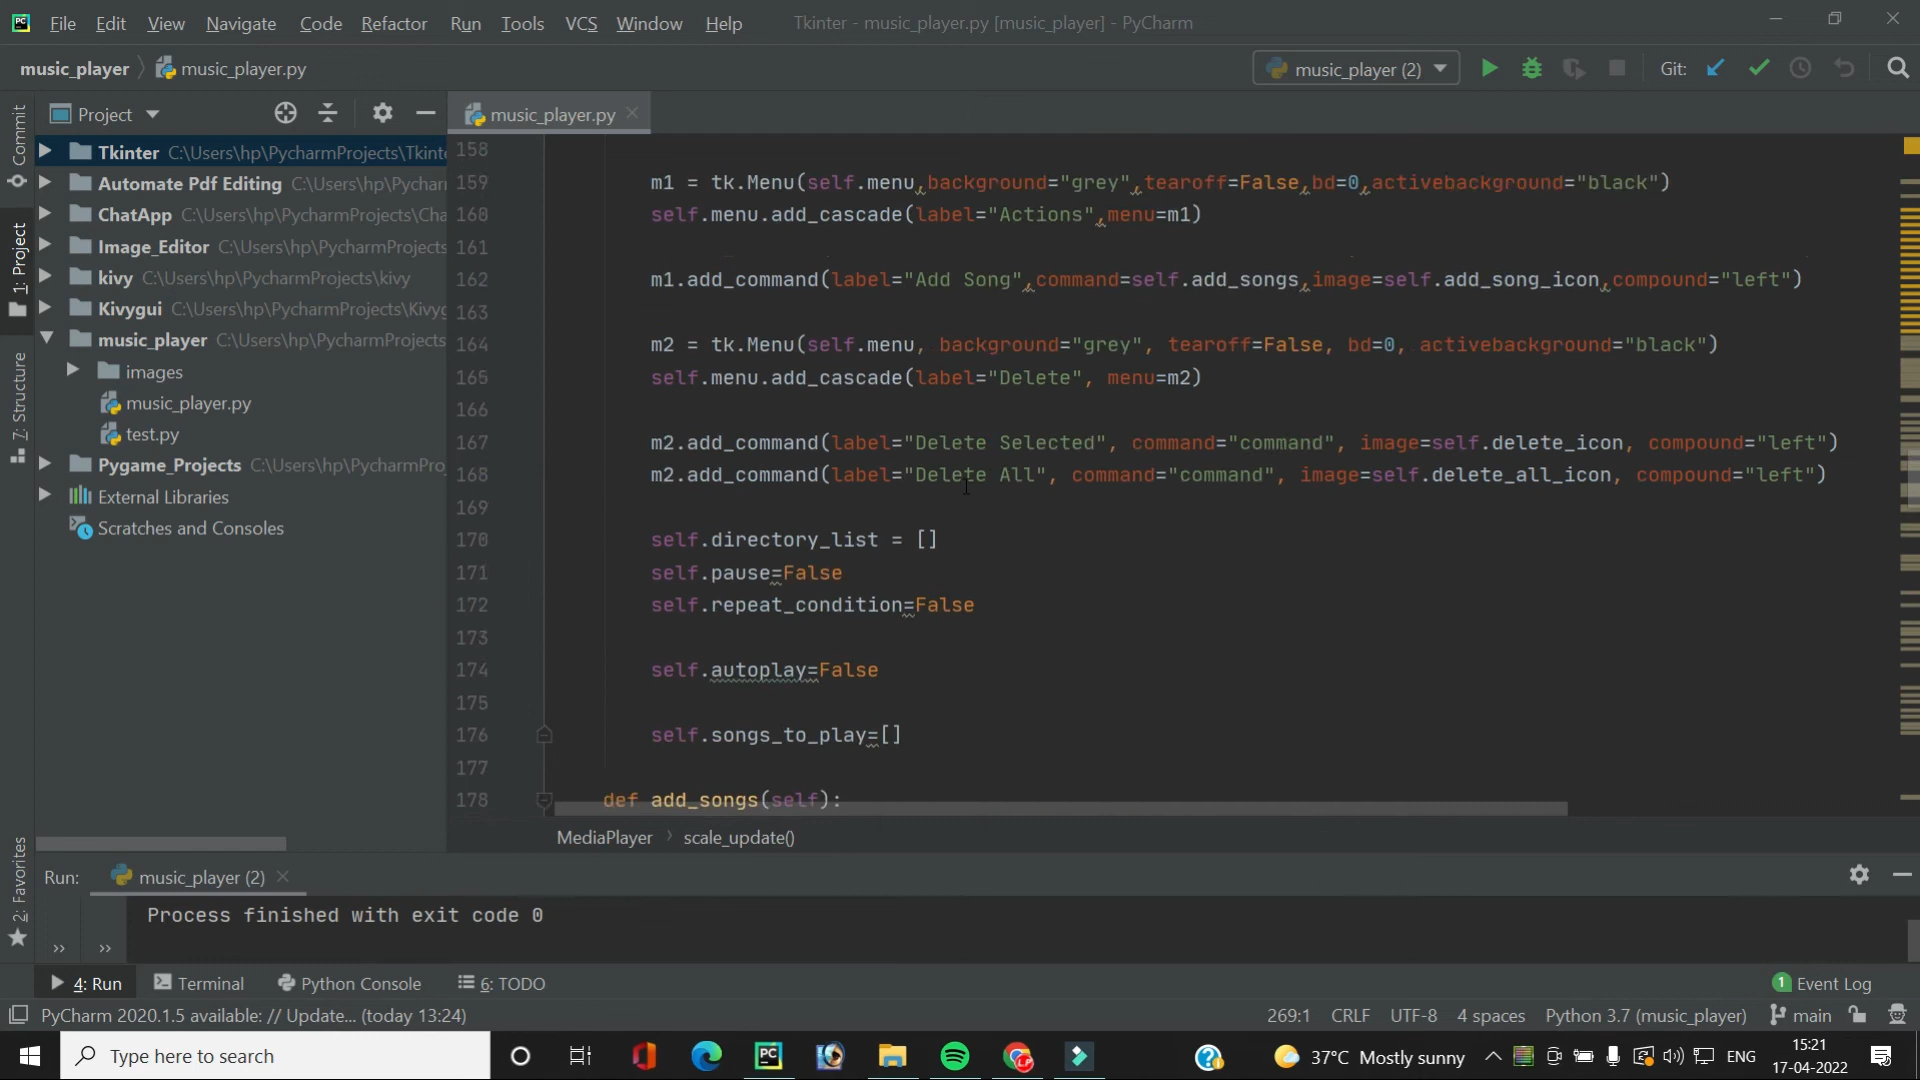 File Edit View Navigate Code Refactor Run Tools VCS Window Help Tkinter - music_player.py [music_player] - PyCharm
music_player music_player.py music_player (2) Git:
Project music_player.py
Commit
1: Project
7: Structure
2: Favorites
Tkinter C:\Users\hp\PycharmProjects\Tkinte
Automate Pdf Editing C:\Users\hp\Pychar
ChatApp C:\Users\hp\PycharmProjects\Cha
Image_Editor C:\Users\hp\PycharmProjects
kivy C:\Users\hp\PycharmProjects\kivy
Kivygui C:\Users\hp\PycharmProjects\Kivyg
music_player C:\Users\hp\PycharmProjects
images
music_player.py
test.py
Pygame_Projects C:\Users\hp\PycharmPro
External Libraries
Scratches and Consoles
158
159 m1 = tk.Menu(self.menu,background="grey",tearoff=False,bd=0,activebackground="black")
160 self.menu.add_cascade(label="Actions",menu=m1)
161
162 m1.add_command(label="Add Song",command=self.add_songs,image=self.add_song_icon,compound="left")
163
164 m2 = tk.Menu(self.menu, background="grey", tearoff=False, bd=0, activebackground="black")
165 self.menu.add_cascade(label="Delete", menu=m2)
166
167 m2.add_command(label="Delete Selected", command="command", image=self.delete_icon, compound="left")
168 m2.add_command(label="Delete All", command="command", image=self.delete_all_icon, compound="left")
169
170 self.directory_list = []
171 self.pause=False
172 self.repeat_condition=False
173
174 self.autoplay=False
175
176 self.songs_to_play=[]
177
178 def add_songs(self):
MediaPlayer scale_update()
Run: music_player (2)
Process finished with exit code 0
4: Run Terminal Python Console 6: TODO 1 Event Log
PyCharm 2020.1.5 available: // Update... (today 13:24) 269:1 CRLF UTF-8 4 spaces Python 3.7 (music_player) main
Type here to search 37°C Mostly sunny ENG 15:21
17-04-2022